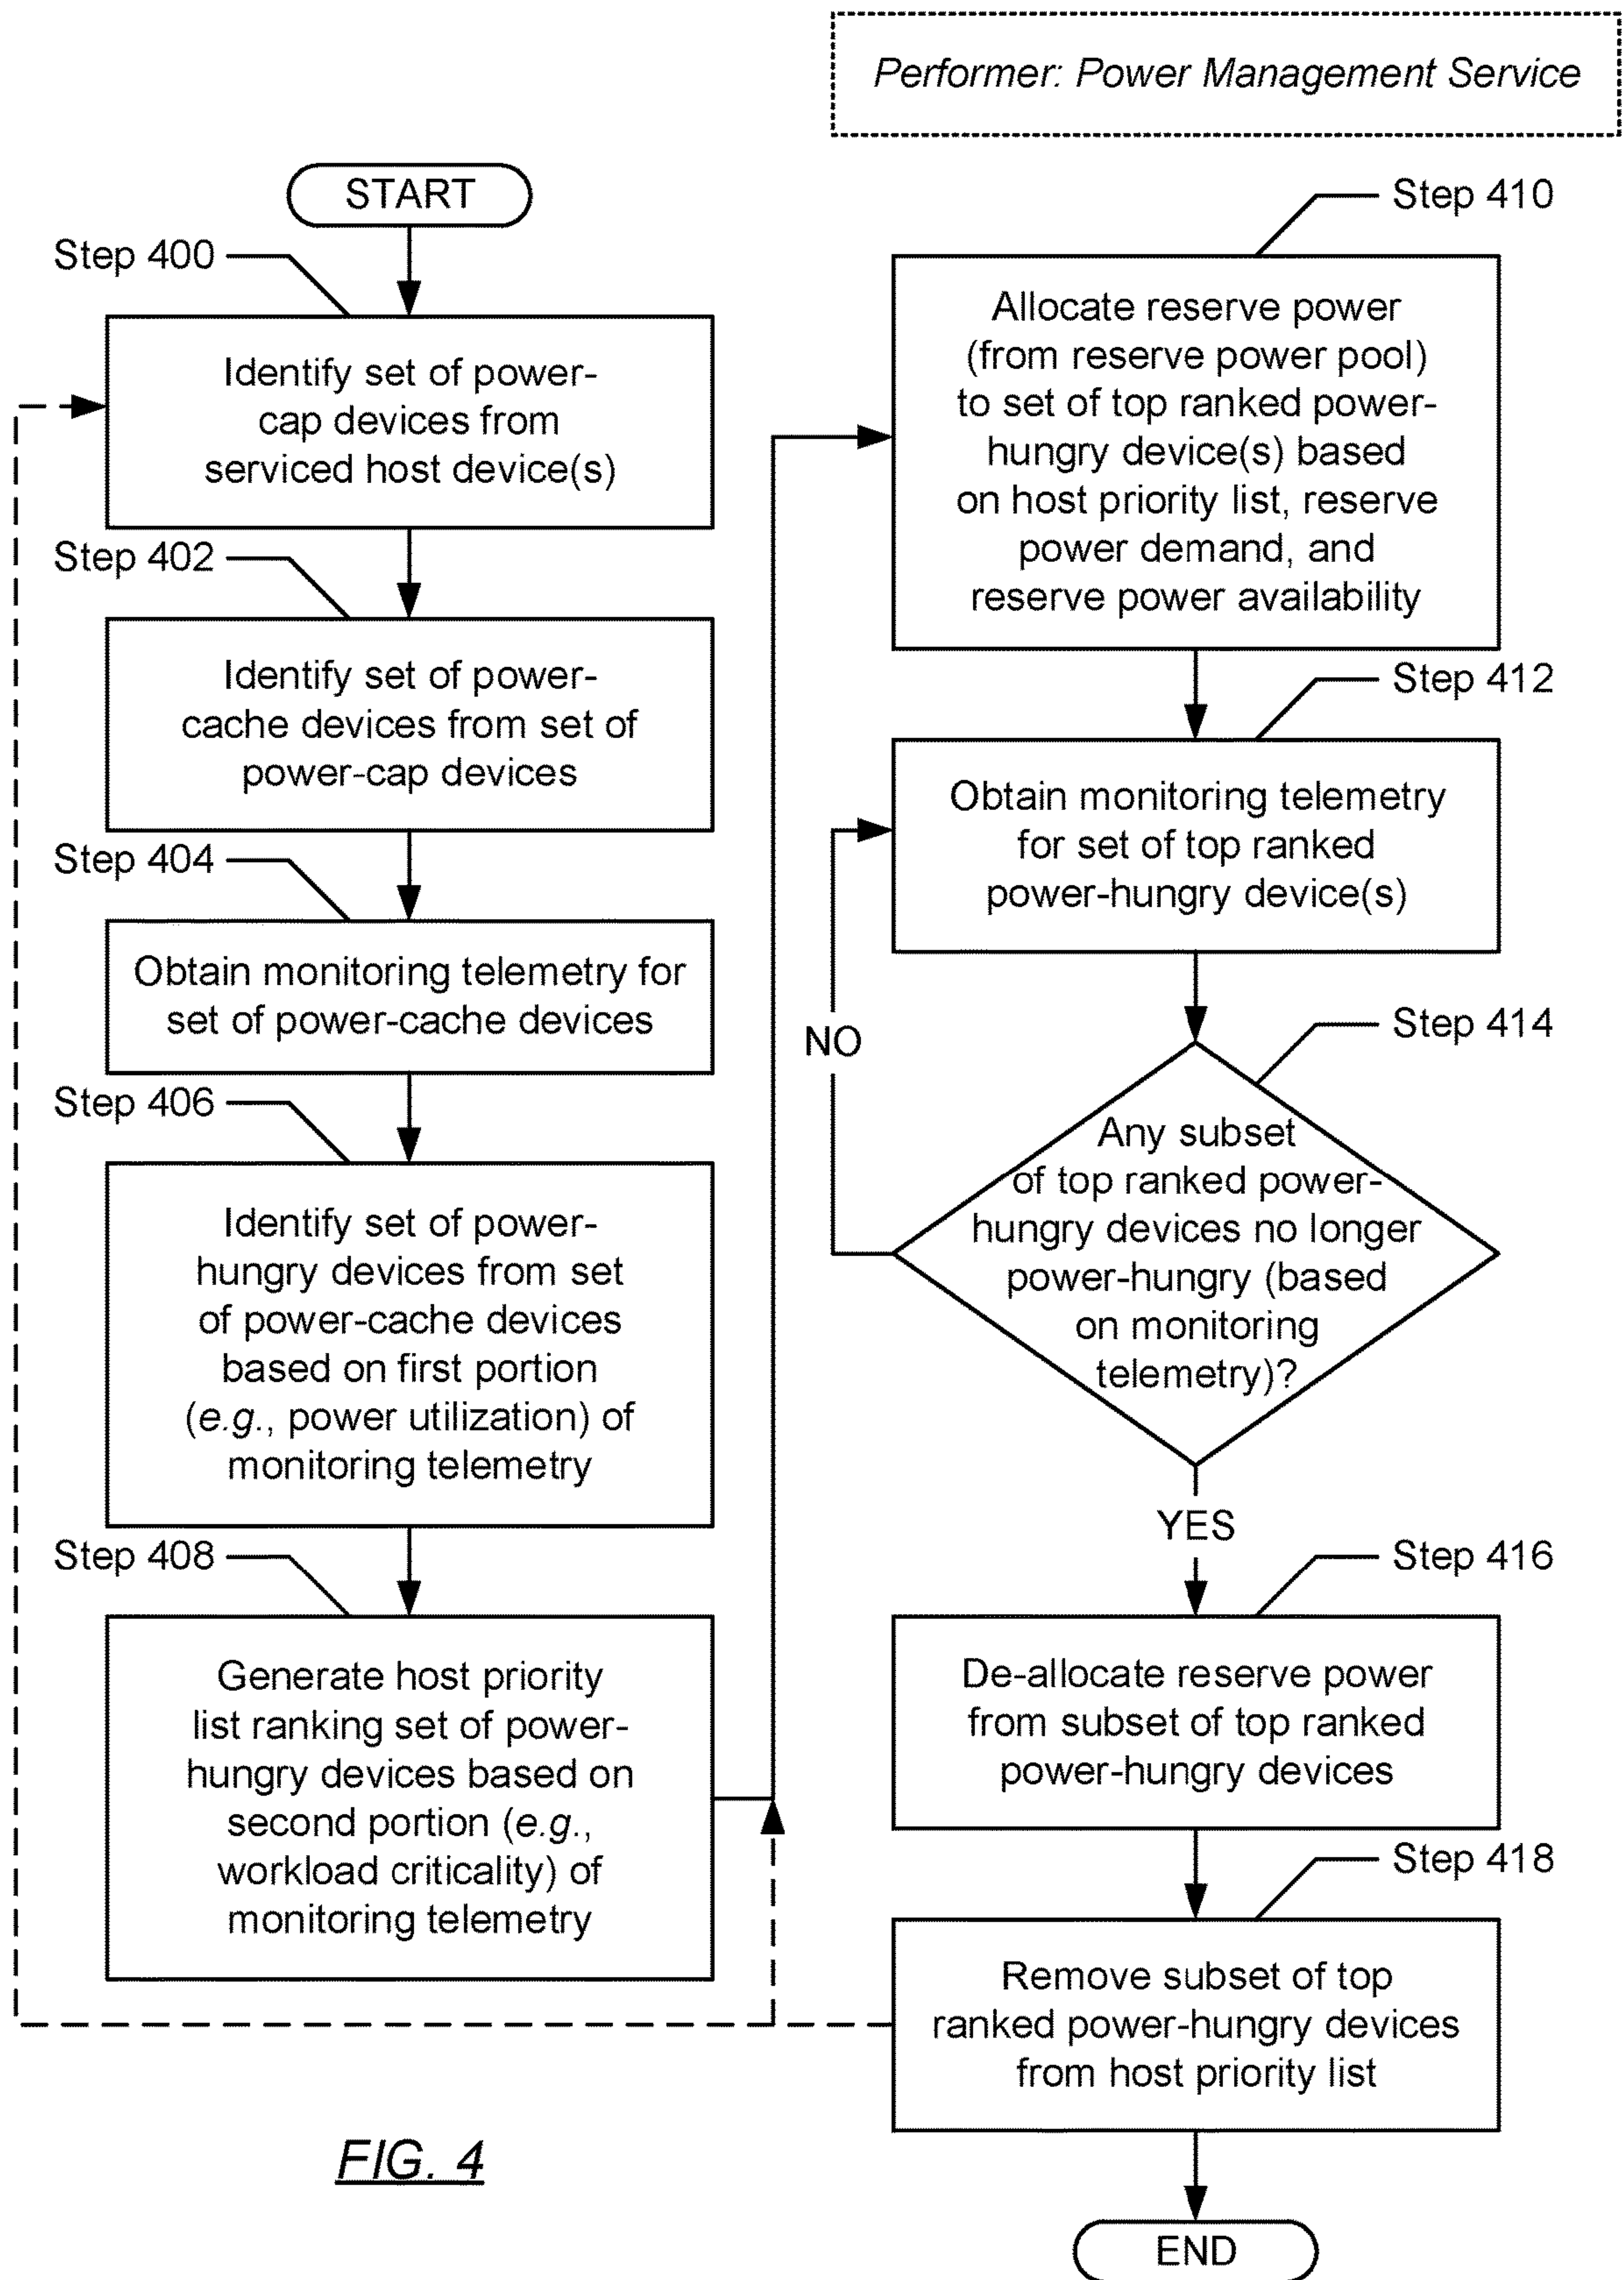 Performer: Power Management Service
START
Step 400
Identify set of power-
cap devices from
serviced host device(s)
Step 402
Identify set of power-
cache devices from set of
power-cap devices
Step 404
Obtain monitoring telemetry for
set of power-cache devices
Step 406
Identify set of power-
hungry devices from set
of power-cache devices
based on first portion
(e.g., power utilization) of
monitoring telemetry
Step 408
Generate host priority
list ranking set of power-
hungry devices based on
second portion (e.g.,
workload criticality) of
monitoring telemetry
Step 410
Allocate reserve power
(from reserve power pool)
to set of top ranked power-
hungry device(s) based
on host priority list, reserve
power demand, and
reserve power availability
Step 412
Obtain monitoring telemetry
for set of top ranked
power-hungry device(s)
NO
Step 414
Any subset
of top ranked power-
hungry devices no longer
power-hungry (based
on monitoring
telemetry)?
YES
Step 416
De-allocate reserve power
from subset of top ranked
power-hungry devices
Step 418
Remove subset of top
ranked power-hungry devices
from host priority list
END
FIG. 4